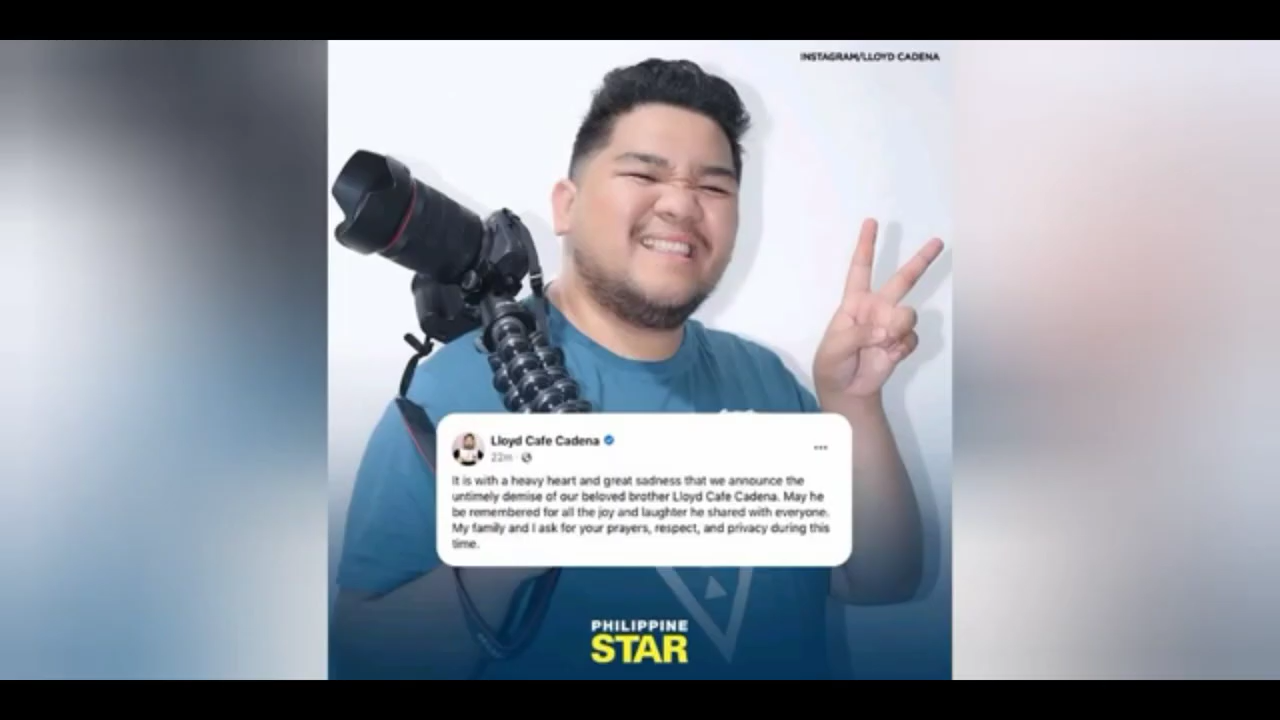 INSTAGRAM/LLOYD CADENA
Lloyd Cafe Cadena
22m ·
It is with a heavy heart and great sadness that we announce the
untimely demise of our beloved brother Lloyd Cafe Cadena. May he
be remembered for all the joy and laughter he shared with everyone.
My family and I ask for your prayers, respect, and privacy during this
time.
PHILIPPINE
STAR